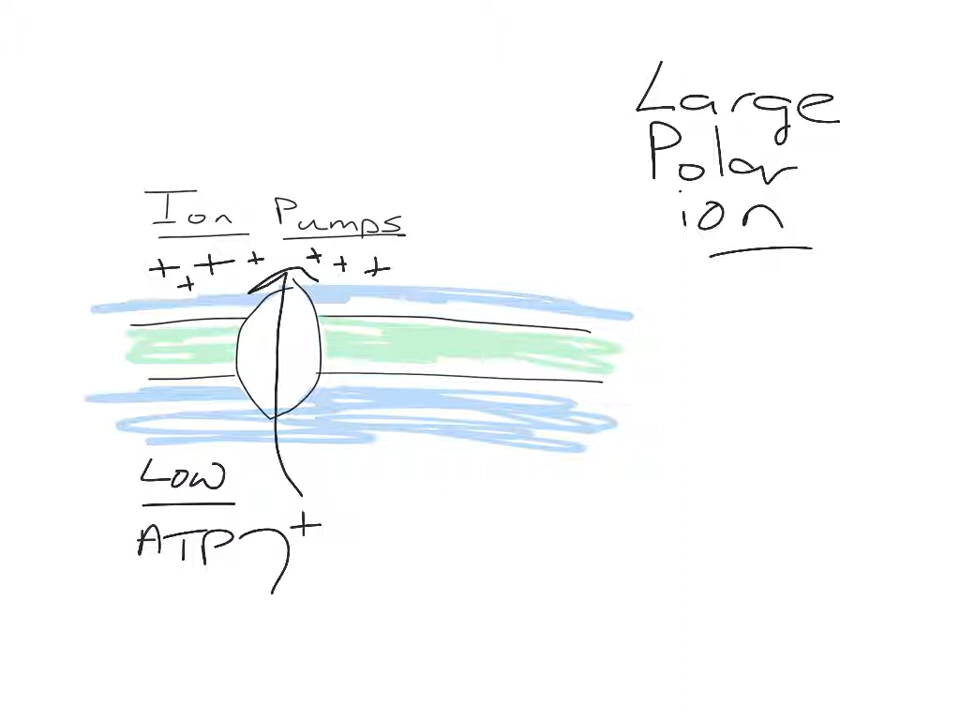 Large
Polar
ion
Ion Pumps
+ + + + + + +
Low
ATP +